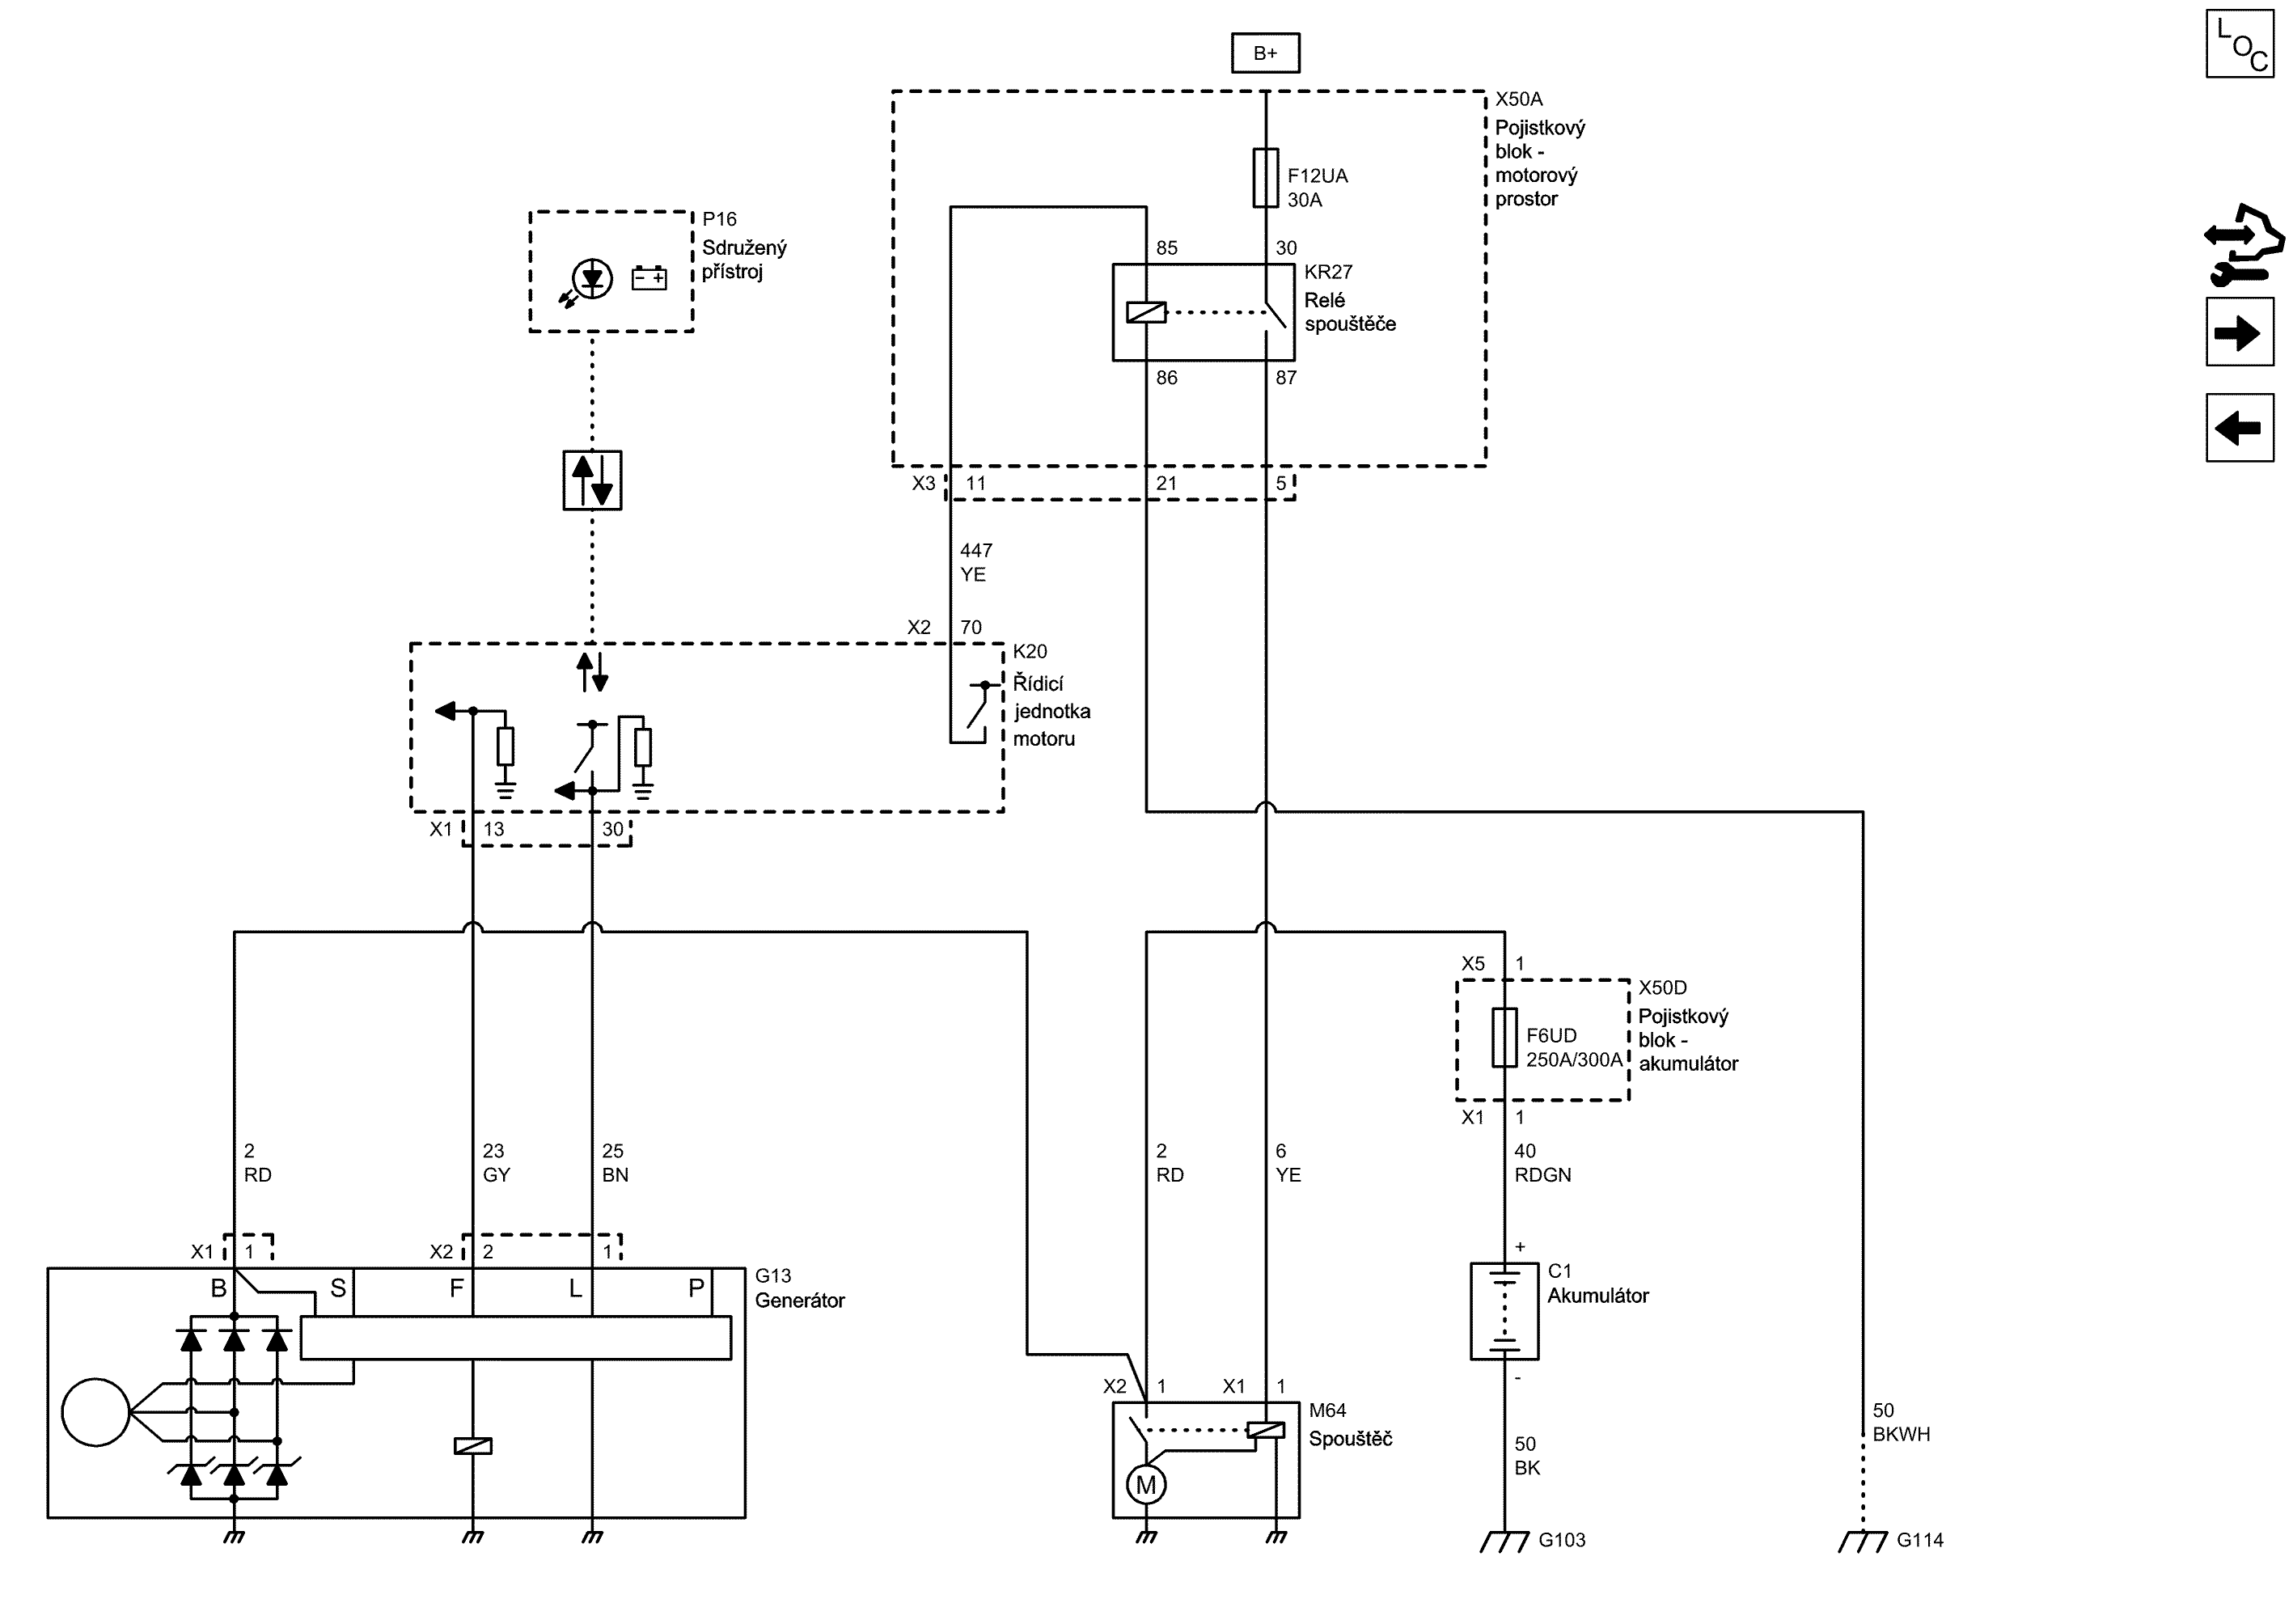 LOC
B+
X50A
Pojistkový
blok -
motorový
prostor
F12UA
30A
P16
Sdružený
přístroj
85
30
KR27
Relé
spouštěče
86
87
X3
11
21
5
447
YE
X2
70
K20
Řídicí
jednotka
motoru
X1
13
30
X5
1
X50D
Pojistkový
blok -
akumulátor
F6UD
250A/300A
X1
1
2
RD
23
GY
25
BN
2
RD
6
YE
40
RDGN
X1
1
X2
2
1
+
B
S
F
L
P
G13
Generátor
C1
Akumulátor
-
X2
1
X1
1
M64
Spouštěč
M
50
BK
50
BKWH
G103
G114